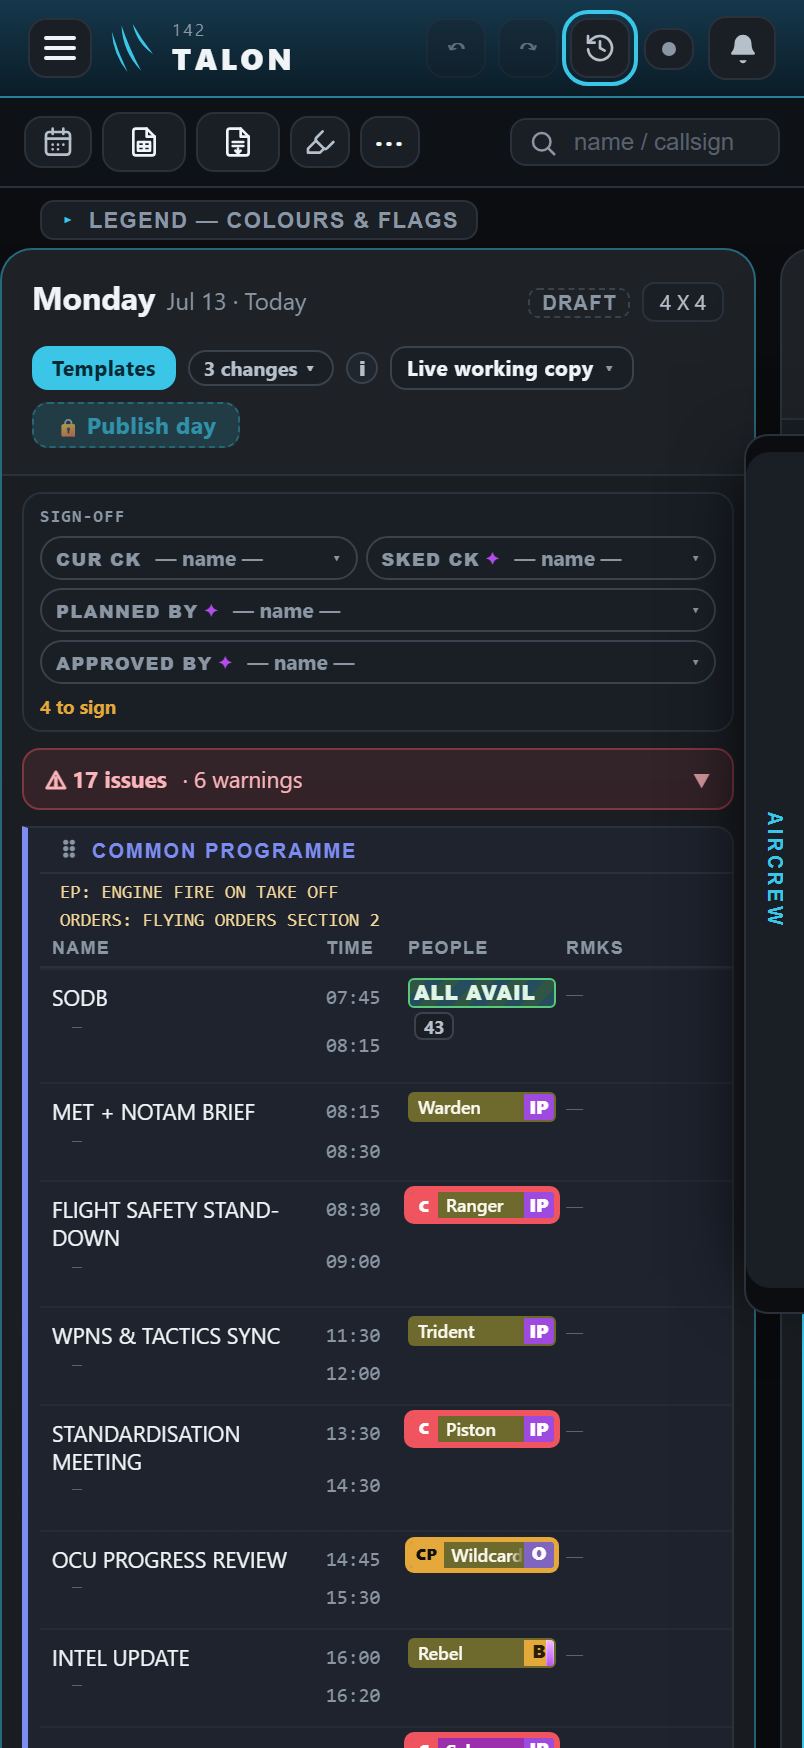 142
TALON
name / callsign
LEGEND — COLOURS & FLAGS
Monday Jul 13 · Today
DRAFT
4 X 4
Templates
3 changes
i
Live working copy
Publish day
SIGN-OFF
CUR CK — name —
SKED CK — name —
PLANNED BY — name —
APPROVED BY — name —
4 to sign
17 issues · 6 warnings
AIRCREW
COMMON PROGRAMME
EP: ENGINE FIRE ON TAKE OFF
ORDERS: FLYING ORDERS SECTION 2
NAME TIME PEOPLE RMKS
SODB 07:45 ALL AVAIL —
— 08:15 43
MET + NOTAM BRIEF 08:15 Warden IP —
— 08:30
FLIGHT SAFETY STAND-DOWN 08:30 C Ranger IP —
— 09:00
WPNS & TACTICS SYNC 11:30 Trident IP —
— 12:00
STANDARDISATION MEETING 13:30 C Piston IP —
— 14:30
OCU PROGRESS REVIEW 14:45 CP Wildcard O —
— 15:30
INTEL UPDATE 16:00 Rebel B —
— 16:20